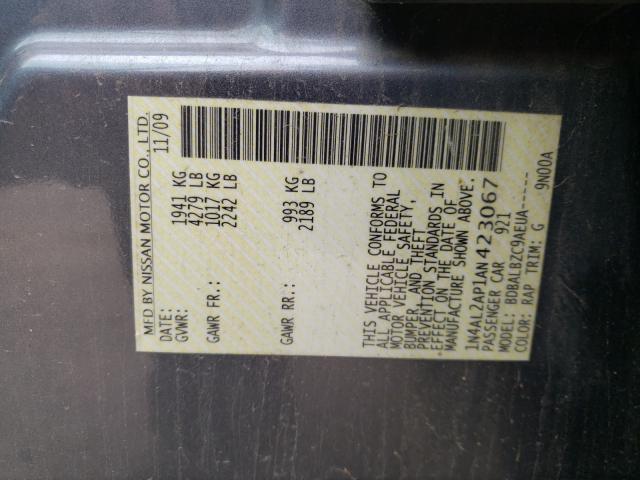 MFD BY NISSAN MOTOR CO., LTD.
DATE: 11/09
GVWR: 1941 KG
4279 LB
GAWR FR.: 1017 KG
2242 LB
GAWR RR.: 993 KG
2189 LB
THIS VEHICLE CONFORMS TO
ALL APPLICABLE FEDERAL
MOTOR VEHICLE SAFETY,
BUMPER, AND THEFT
PREVENTION STANDARDS IN
EFFECT ON THE DATE OF
MANUFACTURE SHOWN ABOVE.
1N4AL2AP1AN423067
PASSENGER CAR 921
MODEL: BDBALBZC9AEUA-----
COLOR: RAP TRIM: G 9N00A